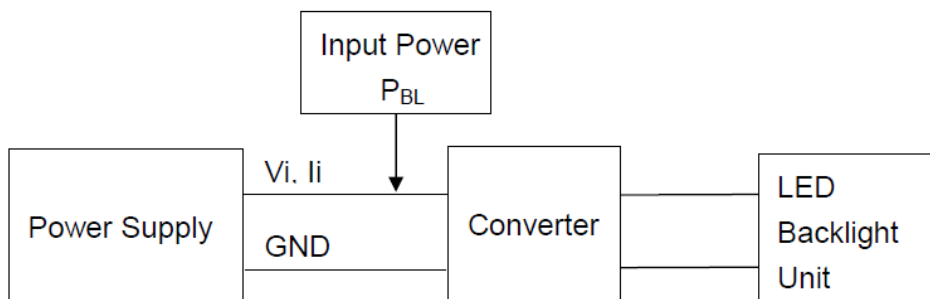 Input Power
PBL
Vi, Ii
Power Supply
GND
Converter
LED
Backlight
Unit